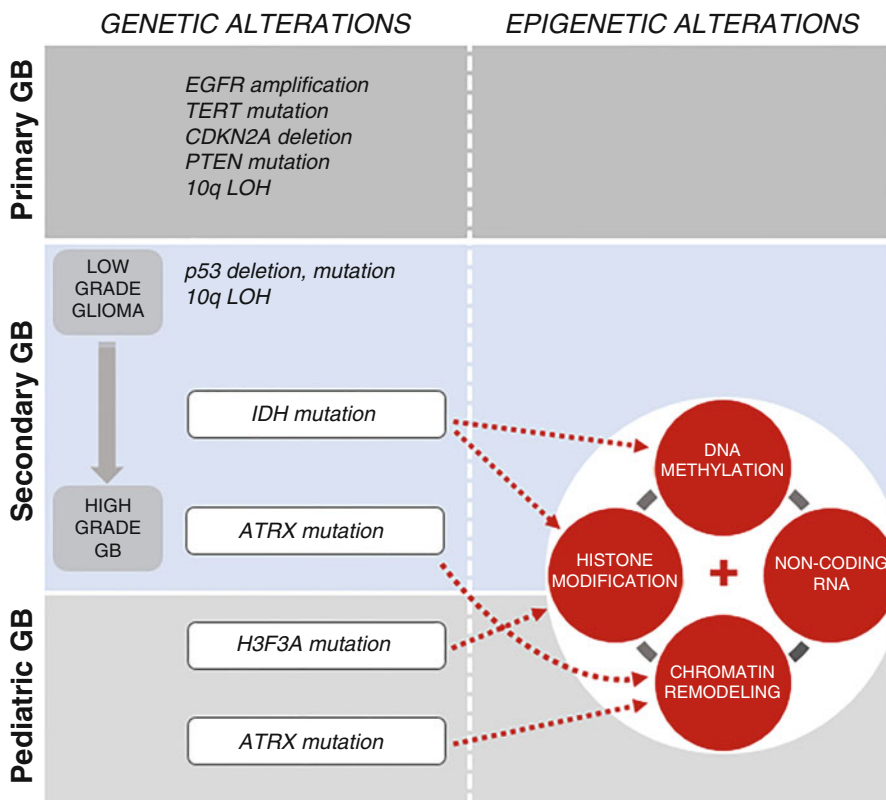 GENETIC ALTERATIONS
EPIGENETIC ALTERATIONS
Primary GB
EGFR amplification
TERT mutation
CDKN2A deletion
PTEN mutation
10q LOH
Secondary GB
LOW
GRADE
GLIOMA
p53 deletion, mutation
10q LOH
IDH mutation
HIGH
GRADE
GB
ATRX mutation
DNA
METHYLATION
HISTONE
MODIFICATION
+
NON-CODING
RNA
CHROMATIN
REMODELING
Pediatric GB
H3F3A mutation
ATRX mutation